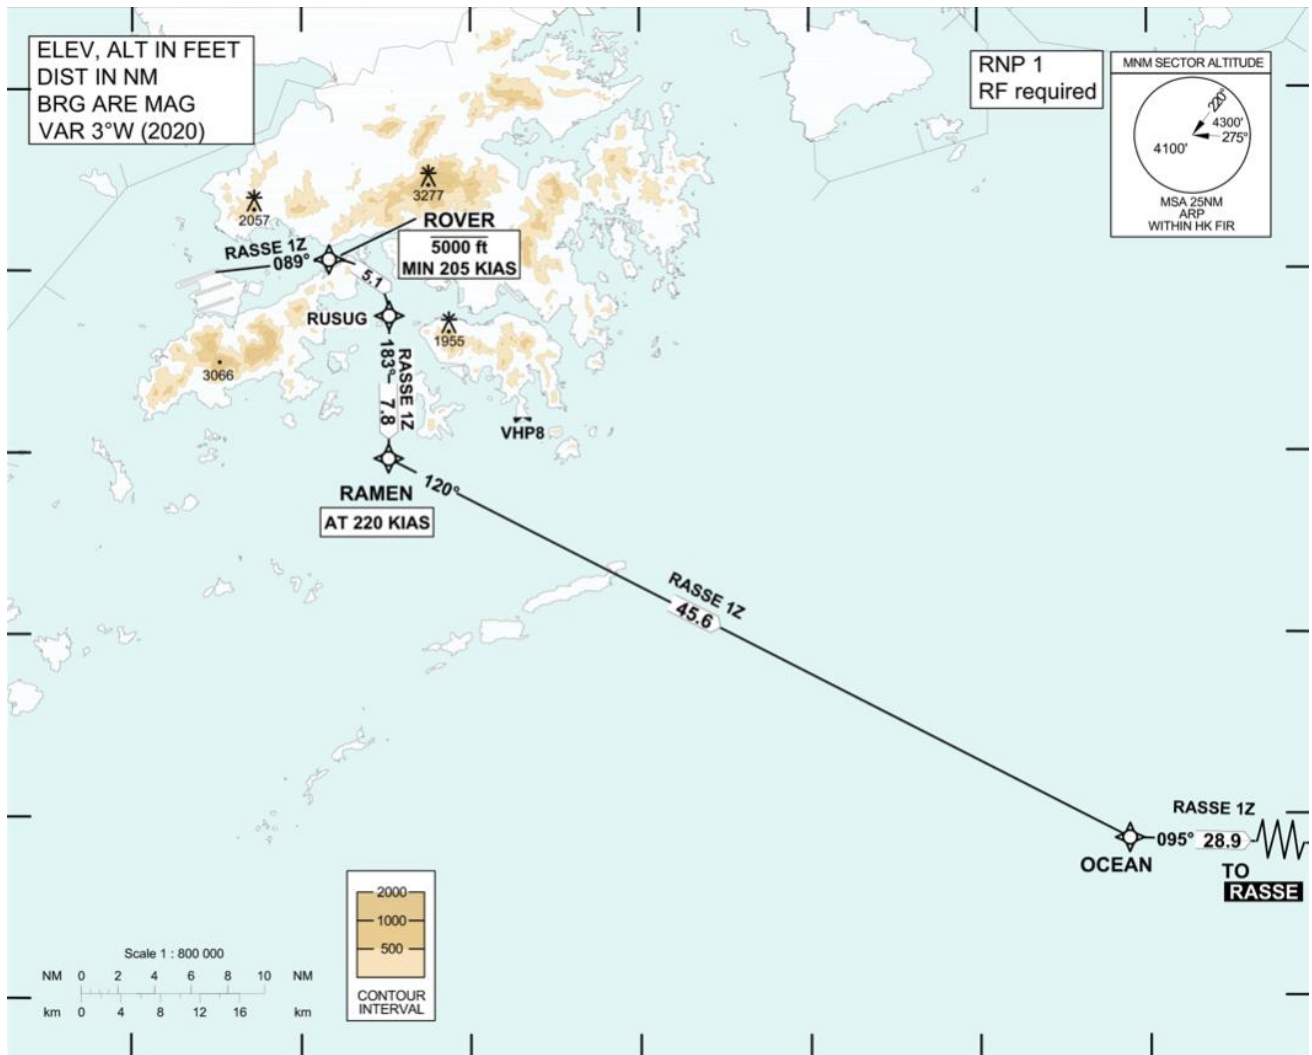 ELEV, ALT IN FEET
DIST IN NM
BRG ARE MAG
VAR 3°W (2020)
RNP 1
RF required
MNM SECTOR ALTITUDE
220°
4300'
275°
4100'
MSA 25NM
ARP
WITHIN HK FIR
3277
2057
ROVER
5000 ft
MIN 205 KIAS
RASSE 1Z
089°
5.1
RUSUG
1955
3066
183°
7.8
RASSE 1Z
VHP8
RAMEN
AT 220 KIAS
120°
RASSE 1Z
45.6
RASSE 1Z
095° 28.9
OCEAN
TO
RASSE
2000
1000
500
CONTOUR
INTERVAL
Scale 1 : 800 000
NM 0 2 4 6 8 10 NM
km 0 4 8 12 16 km